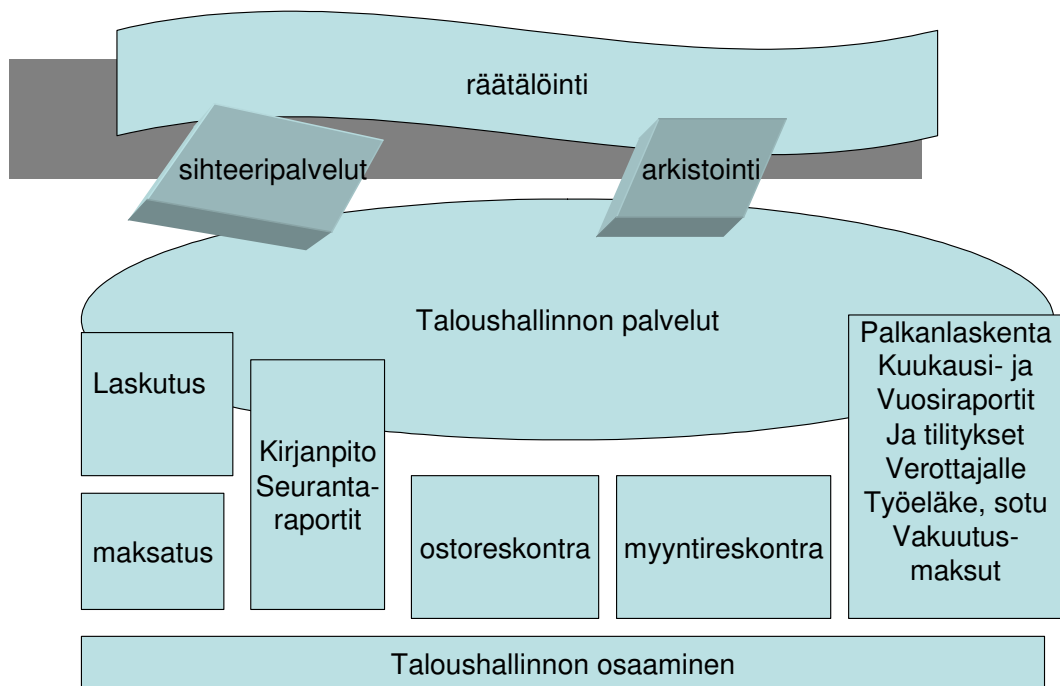 räätälöinti
sihteeripalvelut
arkistointi
Taloushallinnon palvelut
Laskutus
maksatus
Kirjanpito
Seuranta-
raportit
ostoreskontra
myyntireskontra
Palkanlaskenta
Kuukausi- ja
Vuosiraportit
Ja tilitykset
Verottajalle
Työeläke, sotu
Vakuutus-
maksut
Taloushallinnon osaaminen